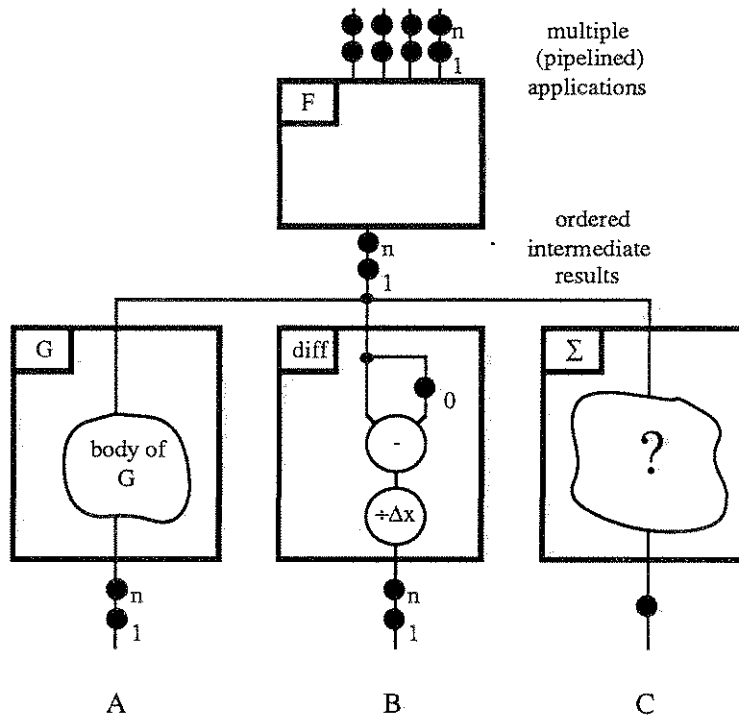 n
1
multiple
(pipelined)
applications
F
n
1
ordered
intermediate
results
G
diff
Σ
0
body of
G
-
?
÷Δx
n
1
n
1
A
B
C